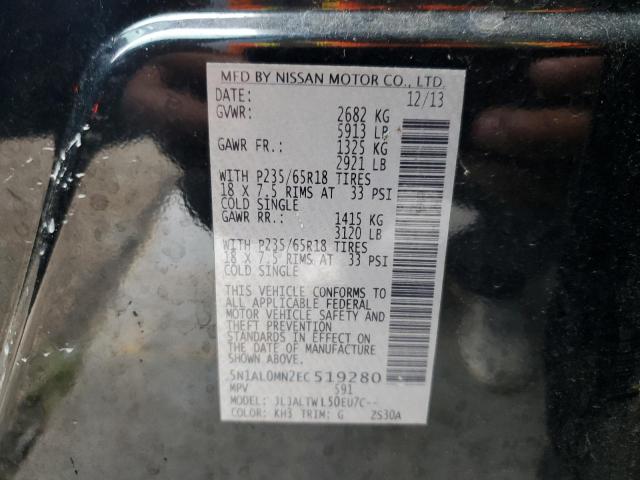 MFD BY NISSAN MOTOR CO., LTD.
DATE: 12/13
GVWR: 2682 KG
5913 LP
GAWR FR.: 1325 KG
2921 LB
WITH P235/65R18 TIRES
18 X 7.5 RIMS AT 33 PSI
COLD SINGLE
GAWR RR.: 1415 KG
3120 LB
WITH P235/65R18 TIRES
18 X 7.5 RIMS AT 33 PSI
COLD SINGLE
THIS VEHICLE CONFORMS TO
ALL APPLICABLE FEDERAL
MOTOR VEHICLE SAFETY AND
THEFT PREVENTION
STANDARDS IN EFFECT ON
THE DATE OF MANUFACTURE
SHOWN ABOVE.
5N1AL0MN2EC519280
MPV 591
MODEL: JL3ALTWL50EU7C--
COLOR: KH3 TRIM: G 2S30A